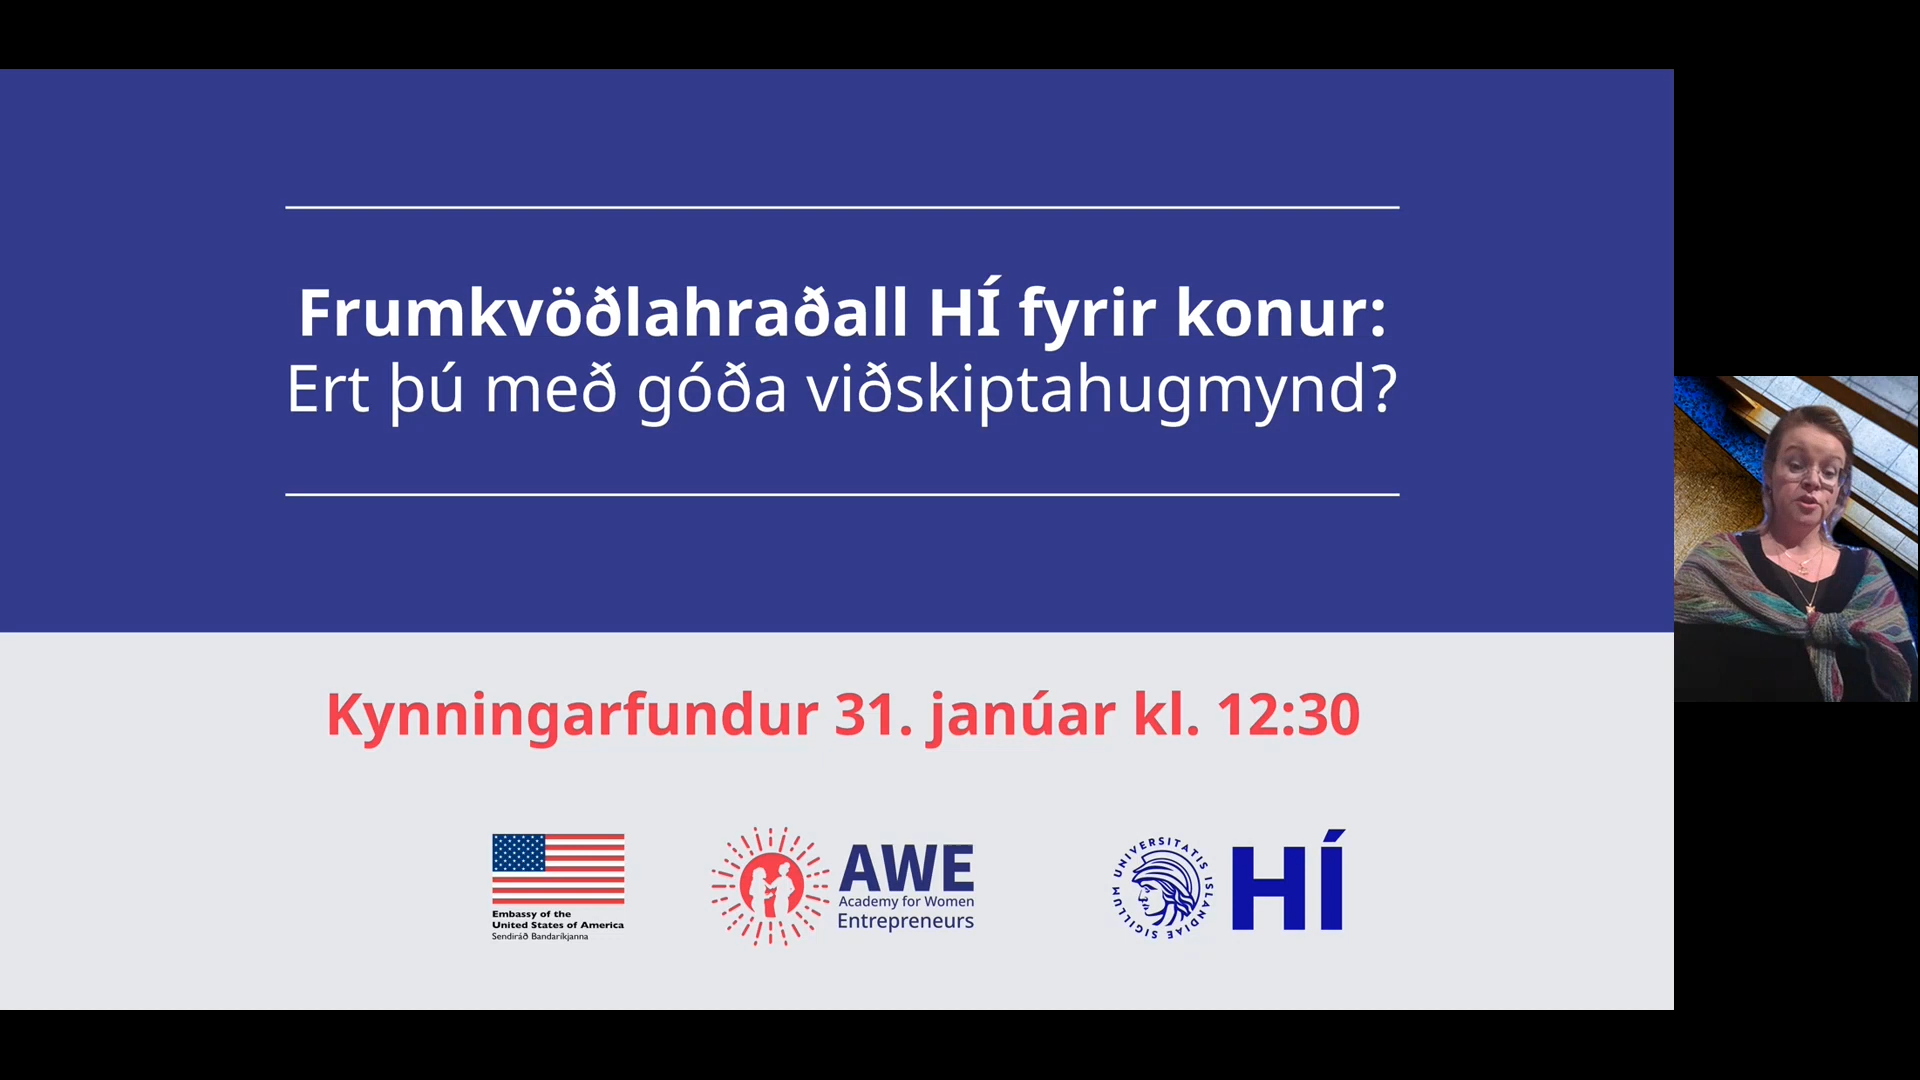 Frumkvöðlahraðall HÍ fyrir konur:
Ert þú með góða viðskiptahugmynd?
Kynningarfundur 31. janúar kl. 12:30
Embassy of the
United States of America
Sendiráð Bandaríkjanna
AWE
Academy for Women
Entrepreneurs
UNIVERSITATIS ISLANDIAE SIGILLUM
HÍ